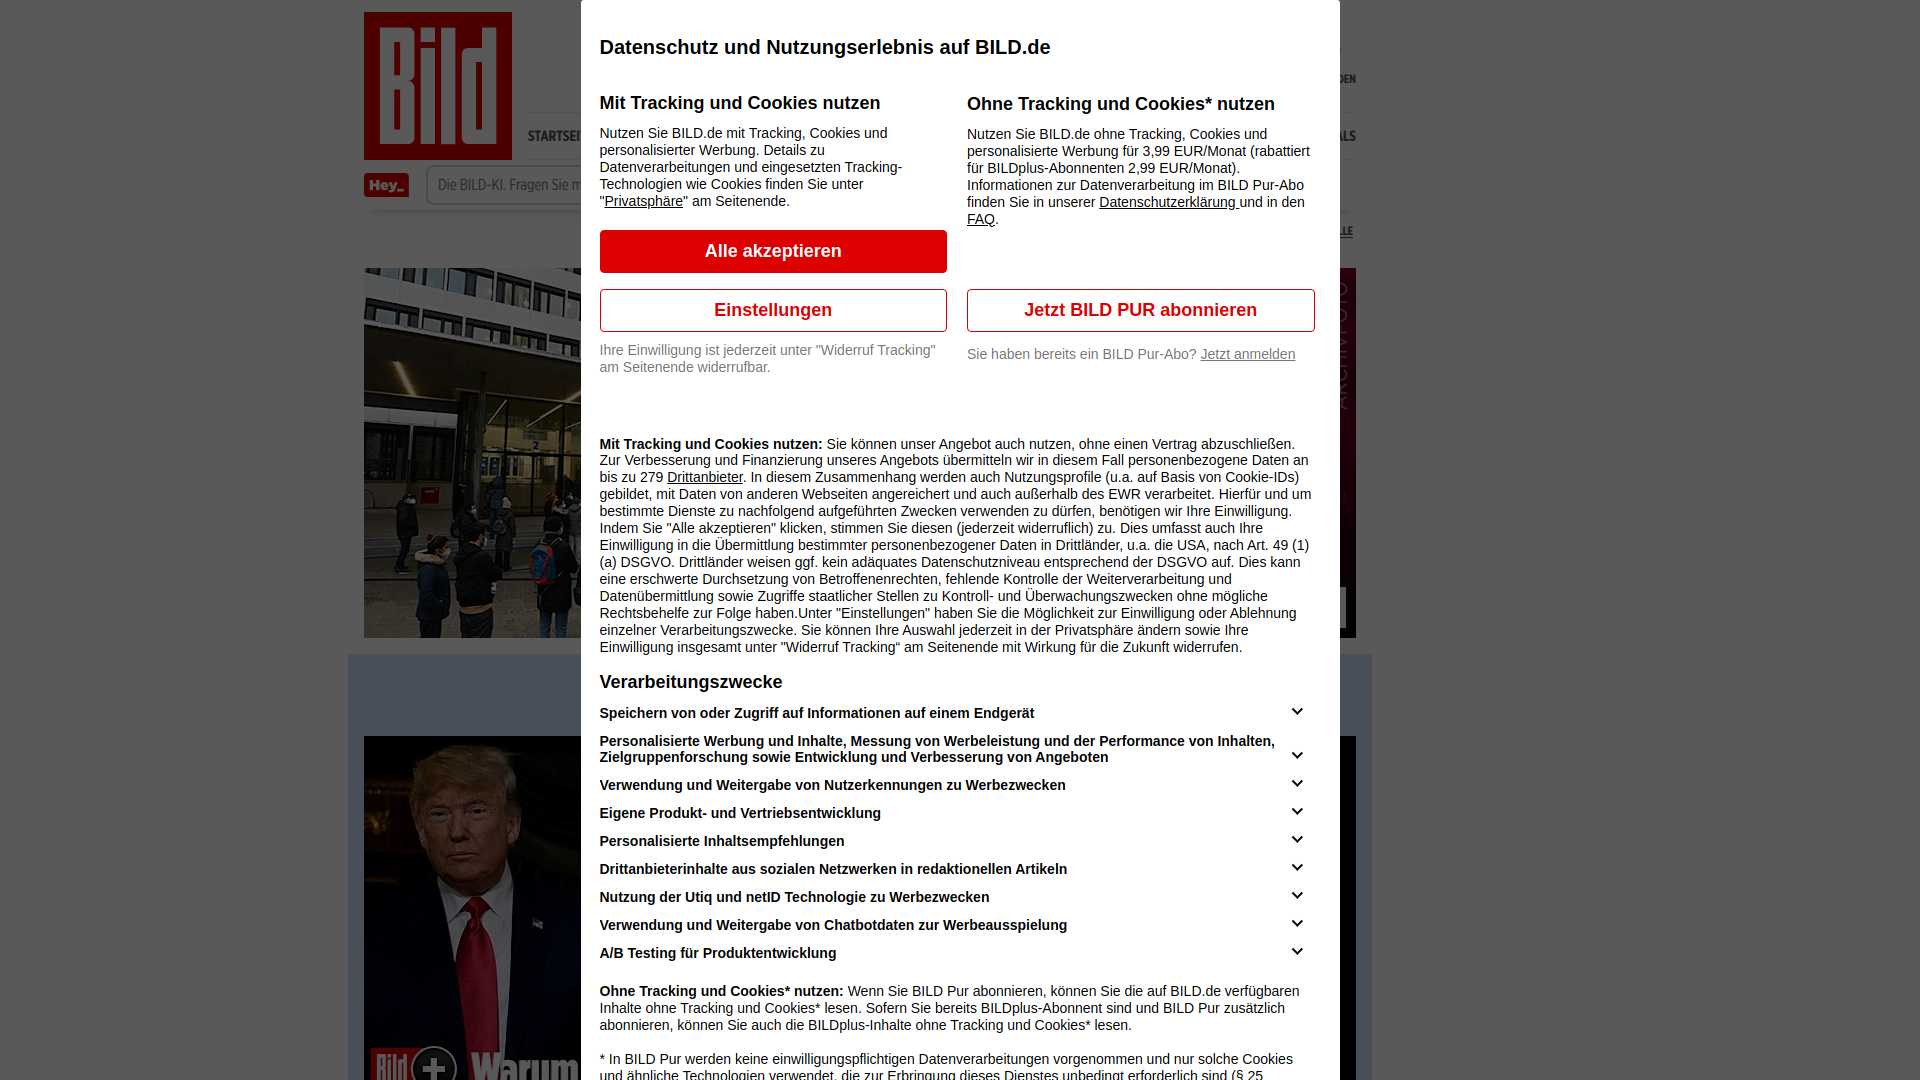 Bild
STARTSEI
Hey_
Die BILD-KI. Fragen Sie m
Datenschutz und Nutzungserlebnis auf BILD.de
Mit Tracking und Cookies nutzen
Nutzen Sie BILD.de mit Tracking, Cookies und
personalisierter Werbung. Details zu
Datenverarbeitungen und eingesetzten Tracking-
Technologien wie Cookies finden Sie unter
"Privatsphäre" am Seitenende.
Alle akzeptieren
Einstellungen
Ihre Einwilligung ist jederzeit unter "Widerruf Tracking"
am Seitenende widerrufbar.
Ohne Tracking und Cookies* nutzen
Nutzen Sie BILD.de ohne Tracking, Cookies und
personalisierte Werbung für 3,99 EUR/Monat (rabattiert
für BILDplus-Abonnenten 2,99 EUR/Monat).
Informationen zur Datenverarbeitung im BILD Pur-Abo
finden Sie in unserer Datenschutzerklärung und in den
FAQ.
Jetzt BILD PUR abonnieren
Sie haben bereits ein BILD Pur-Abo? Jetzt anmelden
Mit Tracking und Cookies nutzen: Sie können unser Angebot auch nutzen, ohne einen Vertrag abzuschließen.
Zur Verbesserung und Finanzierung unseres Angebots übermitteln wir in diesem Fall personenbezogene Daten an
bis zu 279 Drittanbieter. In diesem Zusammenhang werden auch Nutzungsprofile (u.a. auf Basis von Cookie-IDs)
gebildet, mit Daten von anderen Webseiten angereichert und auch außerhalb des EWR verarbeitet. Hierfür und um
bestimmte Dienste zu nachfolgend aufgeführten Zwecken verwenden zu dürfen, benötigen wir Ihre Einwilligung.
Indem Sie "Alle akzeptieren" klicken, stimmen Sie diesen (jederzeit widerruflich) zu. Dies umfasst auch Ihre
Einwilligung in die Übermittlung bestimmter personenbezogener Daten in Drittländer, u.a. die USA, nach Art. 49 (1)
(a) DSGVO. Drittländer weisen ggf. kein adäquates Datenschutzniveau entsprechend der DSGVO auf. Dies kann
eine erschwerte Durchsetzung von Betroffenenrechten, fehlende Kontrolle der Weiterverarbeitung und
Datenübermittlung sowie Zugriffe staatlicher Stellen zu Kontroll- und Überwachungszwecken ohne mögliche
Rechtsbehelfe zur Folge haben.Unter "Einstellungen" haben Sie die Möglichkeit zur Einwilligung oder Ablehnung
einzelner Verarbeitungszwecke. Sie können Ihre Auswahl jederzeit in der Privatsphäre ändern sowie Ihre
Einwilligung insgesamt unter "Widerruf Tracking“ am Seitenende mit Wirkung für die Zukunft widerrufen.
Verarbeitungszwecke
Speichern von oder Zugriff auf Informationen auf einem Endgerät
Personalisierte Werbung und Inhalte, Messung von Werbeleistung und der Performance von Inhalten,
Zielgruppenforschung sowie Entwicklung und Verbesserung von Angeboten
Verwendung und Weitergabe von Nutzerkennungen zu Werbezwecken
Eigene Produkt- und Vertriebsentwicklung
Personalisierte Inhaltsempfehlungen
Drittanbieterinhalte aus sozialen Netzwerken in redaktionellen Artikeln
Nutzung der Utiq und netID Technologie zu Werbezwecken
Verwendung und Weitergabe von Chatbotdaten zur Werbeausspielung
A/B Testing für Produktentwicklung
Ohne Tracking und Cookies* nutzen: Wenn Sie BILD Pur abonnieren, können Sie die auf BILD.de verfügbaren
Inhalte ohne Tracking und Cookies* lesen. Sofern Sie bereits BILDplus-Abonnent sind und BILD Pur zusätzlich
abonnieren, können Sie auch die BILDplus-Inhalte ohne Tracking und Cookies* lesen.
* In BILD Pur werden keine einwilligungspflichtigen Datenverarbeitungen vorgenommen und nur solche Cookies
und ähnliche Technologien verwendet, die zur Erbringung dieses Dienstes unbedingt erforderlich sind (§ 25
DEN
ALS
LLE
ARCHIVFOTO
2
Bild +
Warum